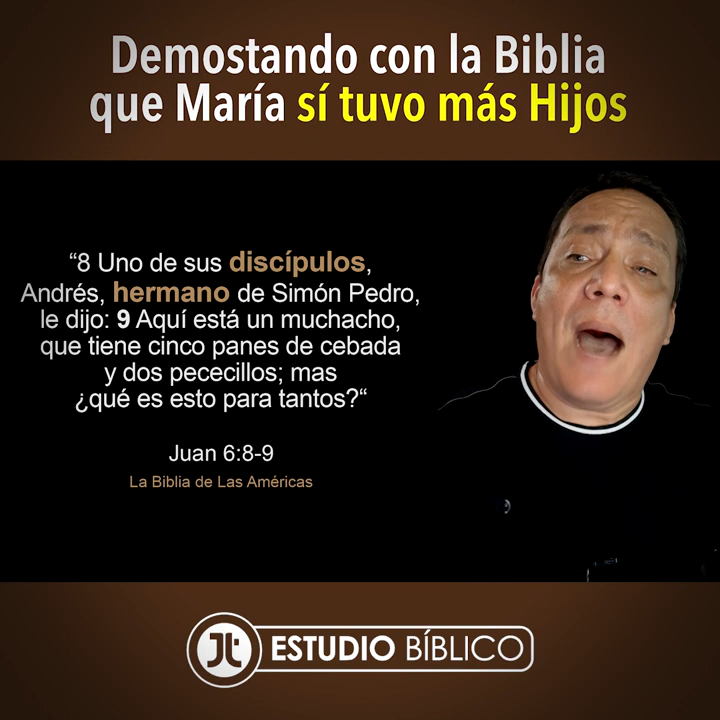 Demostando con la Biblia
que María sí tuvo más Hijos
“8 Uno de sus discípulos,
Andrés, hermano de Simón Pedro,
le dijo: 9 Aquí está un muchacho,
que tiene cinco panes de cebada
y dos pececillos; mas
¿qué es esto para tantos?“
Juan 6:8-9
La Biblia de Las Américas
Jt ESTUDIO BÍBLICO